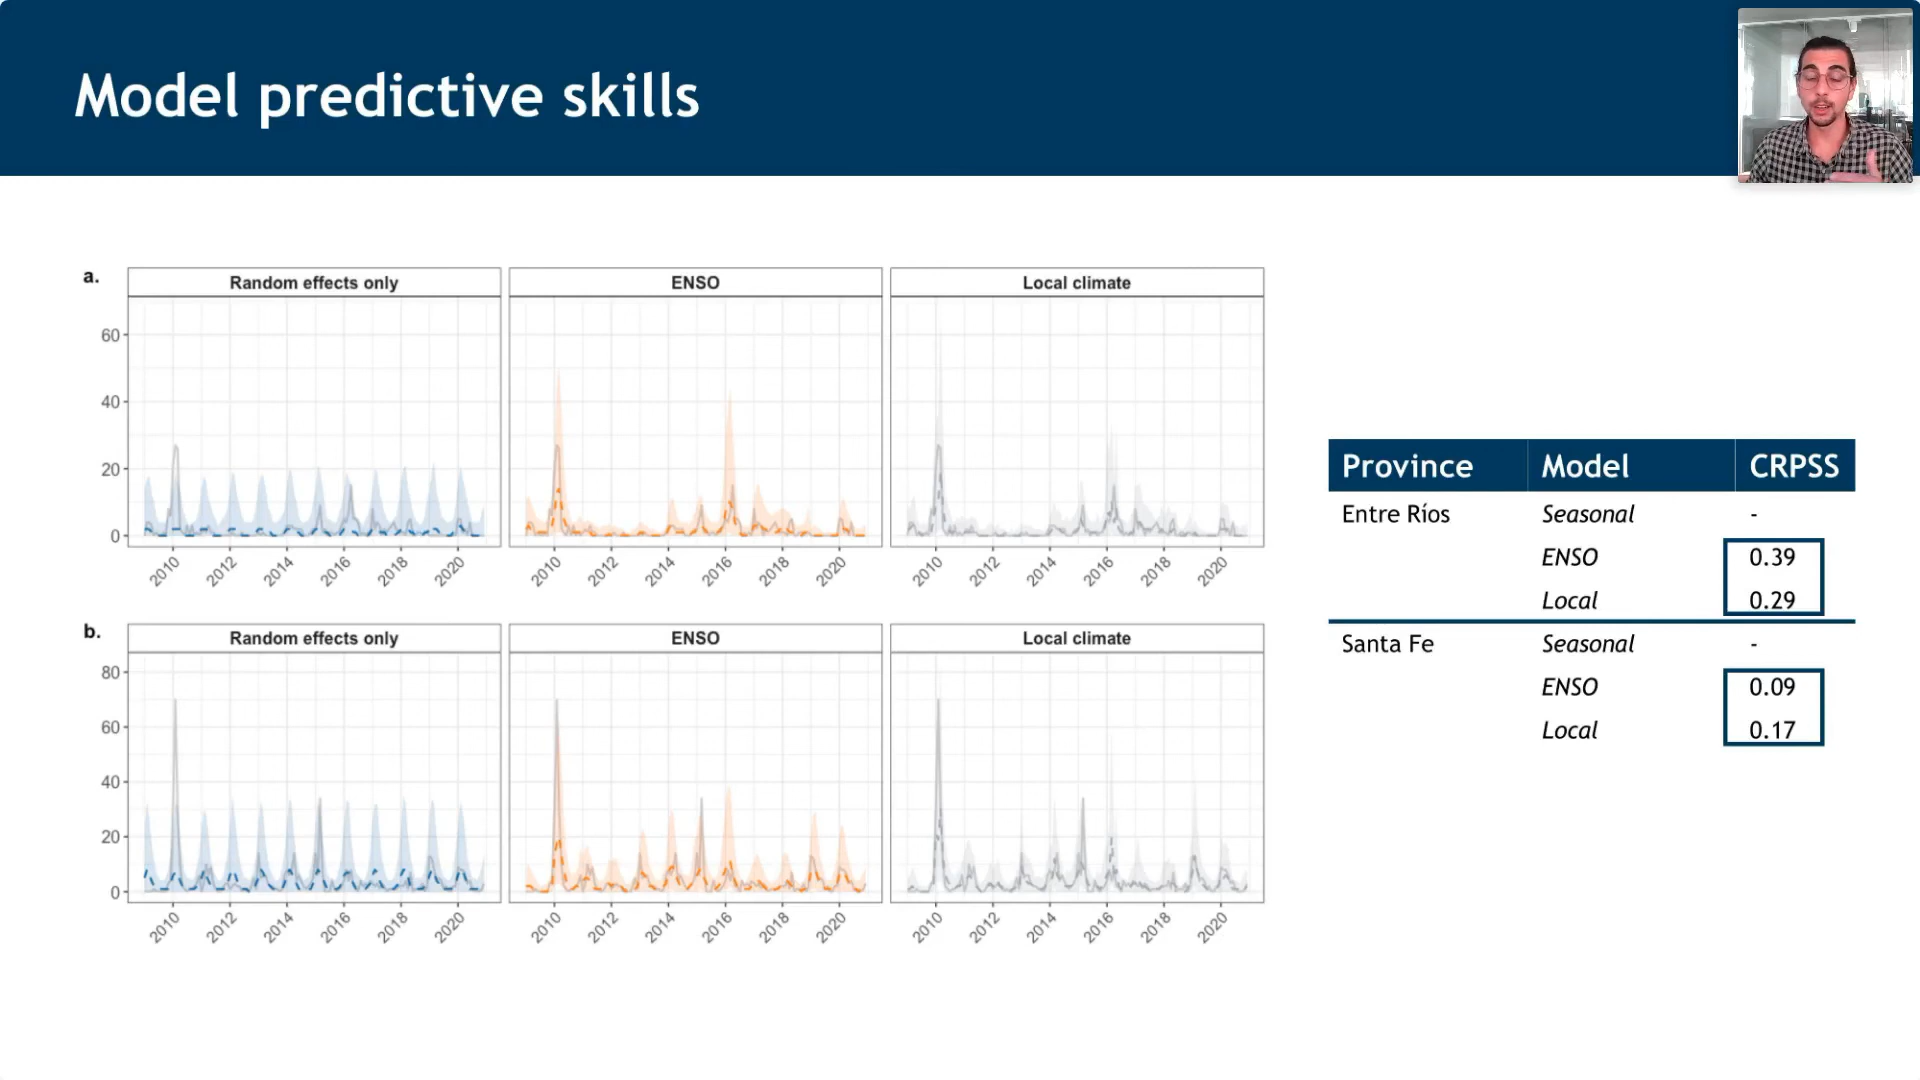 Model predictive skills
a.
Random effects only
ENSO
Local climate
60
40
20
0
2010 2012 2014 2016 2018 2020
2010 2012 2014 2016 2018 2020
2010 2012 2014 2016 2018 2020
b.
Random effects only
ENSO
Local climate
80
60
40
20
0
2010 2012 2014 2016 2018 2020
2010 2012 2014 2016 2018 2020
2010 2012 2014 2016 2018 2020
Province Model CRPSS
Entre Ríos Seasonal -
ENSO 0.39
Local 0.29
Santa Fe Seasonal -
ENSO 0.09
Local 0.17